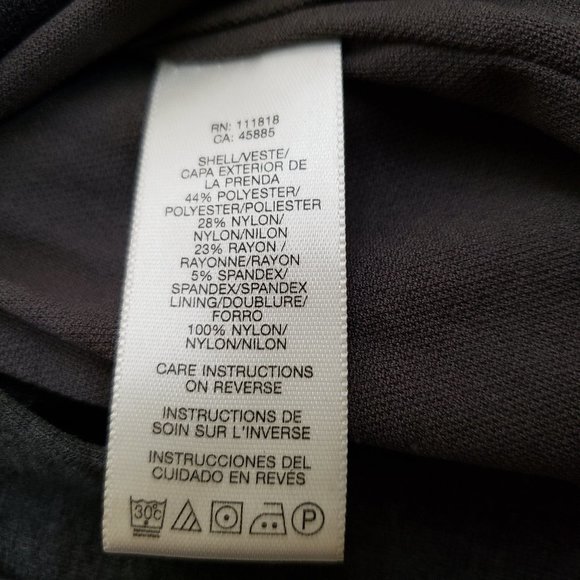 RN: 111818
CA: 45885
SHELL/VESTE/
CAPA EXTERIOR DE
LA PRENDA
44% POLYESTER/
POLYESTER/POLIESTER
28% NYLON/
NYLON/NILON
23% RAYON /
RAYONNE/RAYON
5% SPANDEX/
SPANDEX/SPANDEX
LINING/DOUBLURE/
FORRO
100% NYLON/
NYLON/NILON
CARE INSTRUCTIONS
ON REVERSE
INSTRUCTIONS DE
SOIN SUR L'INVERSE
INSTRUCCIONES DEL
CUIDADO EN REVÉS
30°C P